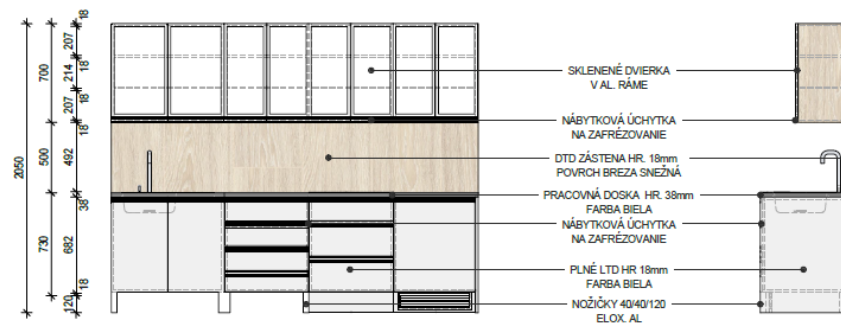 18
207
18
214
18
207
18
492
38
682
18
120
700
500
730
2050
SKLENENÉ DVIERKA
V AL. RÁME
NÁBYTKOVÁ ÚCHYTKA
NA ZAFRÉZOVANIE
DTD ZÁSTENA HR. 18mm
POVRCH BREZA SNEŽNÁ
PRACOVNÁ DOSKA HR. 38mm
FARBA BIELA
NÁBYTKOVÁ ÚCHYTKA
NA ZAFRÉZOVANIE
PLNÉ LTD HR 18mm
FARBA BIELA
NOŽIČKY 40/40/120
ELOX. AL